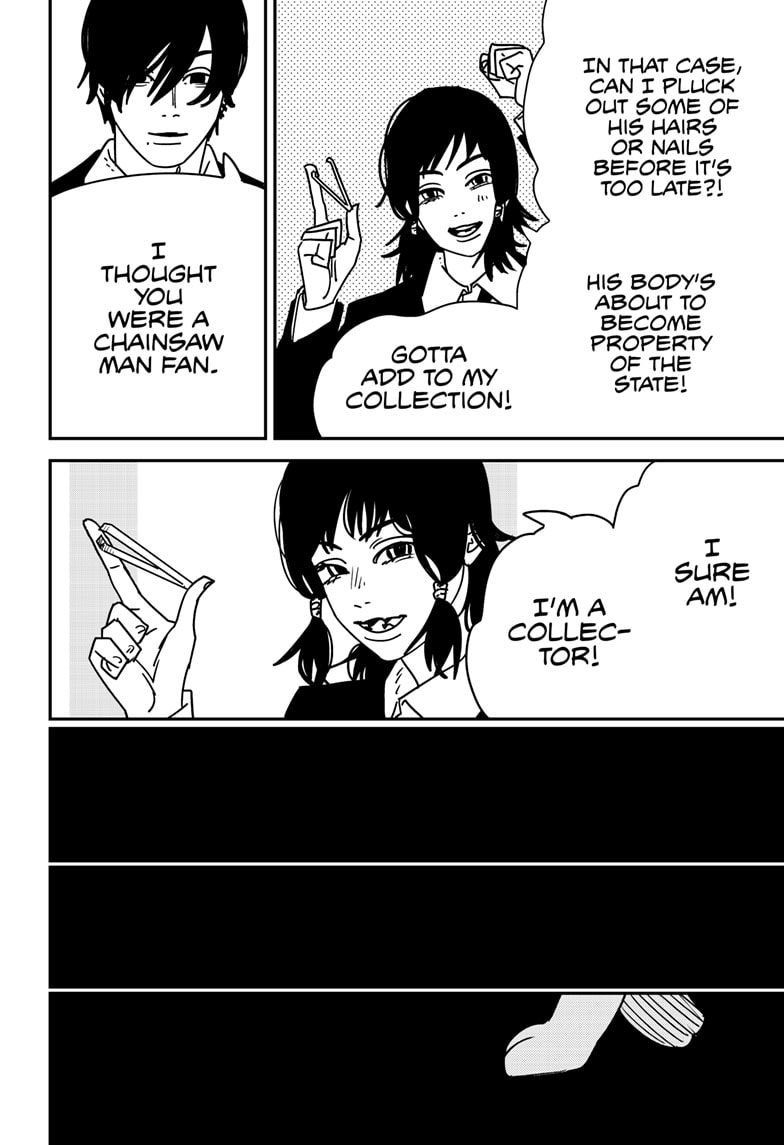 IN THAT CASE,
CAN I PLUCK
OUT SOME OF
HIS HAIRS
OR NAILS
BEFORE IT'S
TOO LATE?!
HIS BODY'S
ABOUT TO
BECOME
PROPERTY
OF THE
STATE!
GOTTA
ADD TO MY
COLLECTION!
I
THOUGHT
YOU
WERE A
CHAINSAW
MAN FAN.
I
SURE
AM!
I'M A
COLLEC-
TOR!